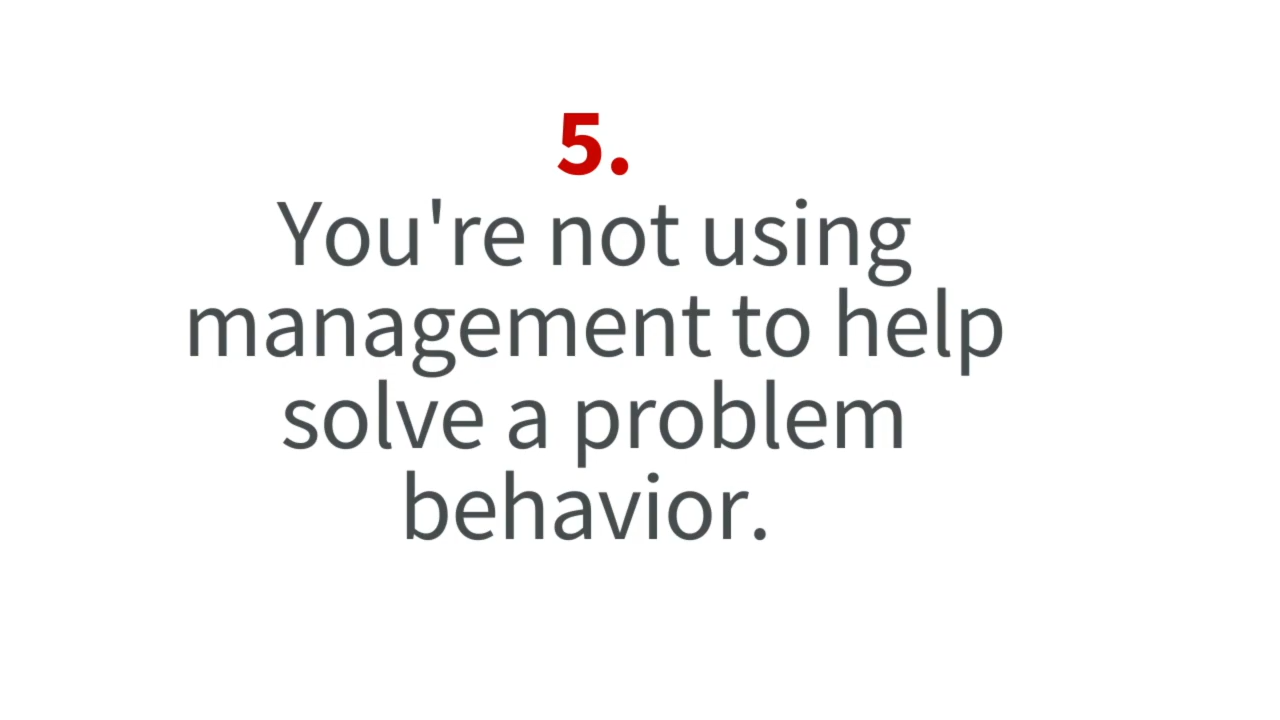 5.
You're not using
management to help
solve a problem
behavior.